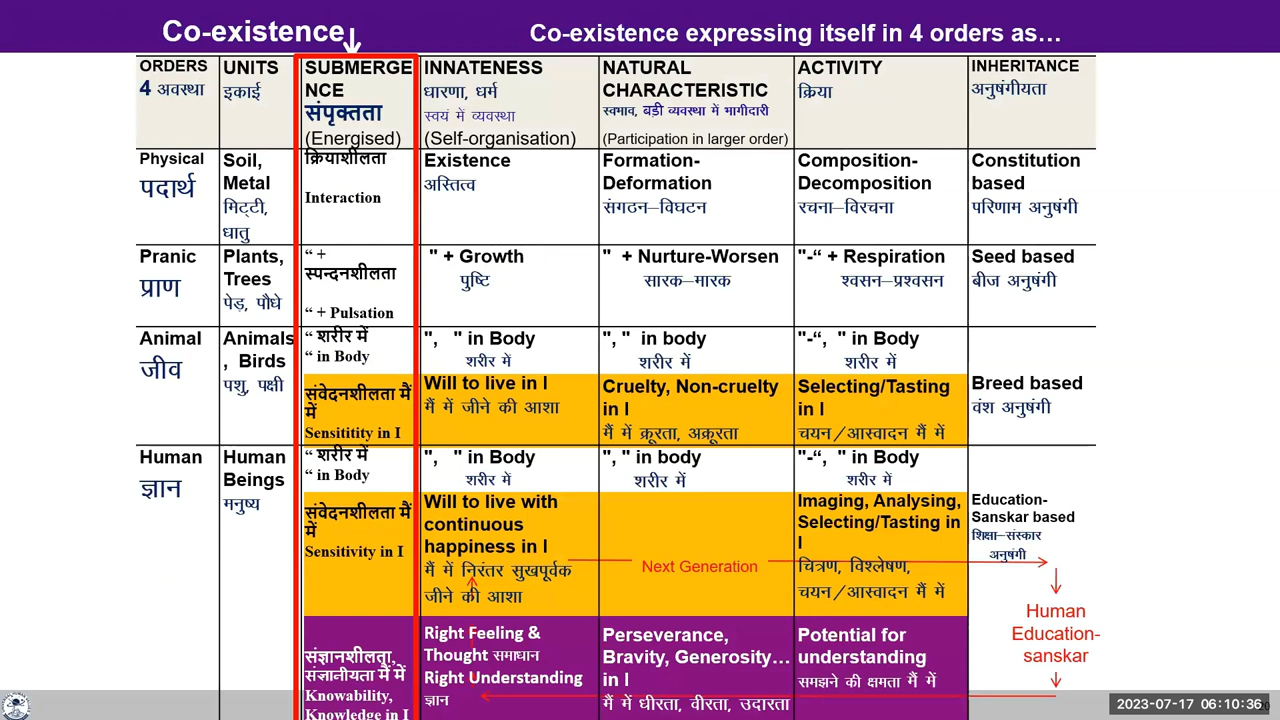 Co-existence
Co-existence expressing itself in 4 orders as…
ORDERS
4 अवस्था
UNITS
इकाई
SUBMERGE
NCE
संपृक्तता
(Energised)
INNATENESS
धारणा, धर्म
स्वयं में व्यवस्था
(Self-organisation)
NATURAL
CHARACTERISTIC
स्वभाव, बड़ी व्यवस्था में भागीदारी
(Participation in larger order)
ACTIVITY
क्रिया
INHERITANCE
अनुषंगीयता
Physical
पदार्थ
Soil,
Metal
मिट्टी,
धातु
क्रियाशीलता
Interaction
Existence
अस्तित्व
Formation-
Deformation
संगठन–विघटन
Composition-
Decomposition
रचना–विरचना
Constitution
based
परिणाम अनुषंगी
Pranic
प्राण
Plants,
Trees
पेड़, पौधे
“ +
स्पन्दनशीलता
“ + Pulsation
" + Growth
पुष्टि
" + Nurture-Worsen
सारक–मारक
"-“ + Respiration
श्वसन–प्रश्वसन
Seed based
बीज अनुषंगी
Animal
जीव
Animals
, Birds
पशु, पक्षी
“ शरीर में
“ in Body
", " in Body
शरीर में
", " in body
शरीर में
"-“, " in Body
शरीर में
संवेदनशीलता मैं
में
Sensititity in I
Will to live in I
मैं में जीने की आशा
Cruelty, Non-cruelty
in I
मैं में क्रूरता, अक्रूरता
Selecting/Tasting
in I
चयन/आस्वादन मैं में
Breed based
वंश अनुषंगी
Human
ज्ञान
Human
Beings
मनुष्य
“ शरीर में
“ in Body
", " in Body
शरीर में
", " in body
शरीर में
"-“, " in Body
शरीर में
संवेदनशीलता मैं
में
Sensitivity in I
Will to live with
continuous
happiness in I
मैं में निरंतर सुखपूर्वक
जीने की आशा
Next Generation
Imaging, Analysing,
Selecting/Tasting in
I
चित्रण, विश्लेषण,
चयन/आस्वादन मैं में
Education-
Sanskar based
शिक्षा–संस्कार
अनुषंगी
Human
Education-
sanskar
संज्ञानशीलता,
संज्ञानीयता मैं में
Knowability,
Knowledge in I
Right Feeling &
Thought समाधान
Right Understanding
ज्ञान
Perseverance,
Bravity, Generosity…
in I
मैं में धीरता, वीरता, उदारता
Potential for
understanding
समझने की क्षमता मैं में
2023-07-17 06:10:36